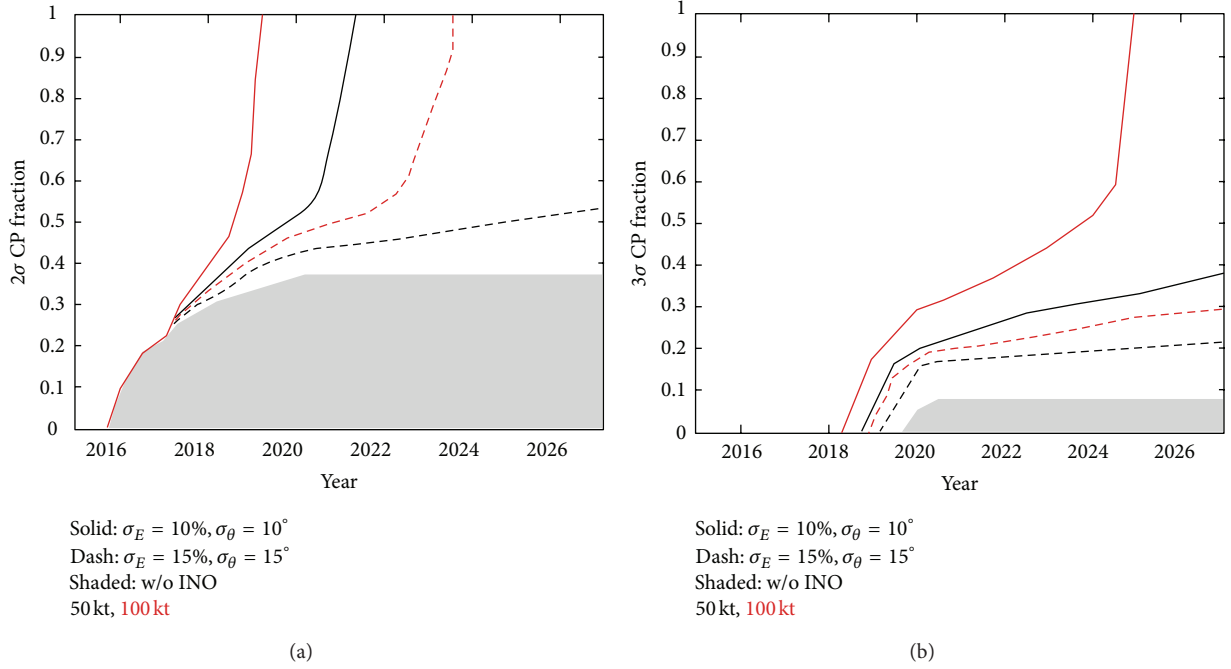 1
0.9
0.8
0.7
0.6
0.5
0.4
0.3
0.2
0.1
0
2σ CP fraction
2016 2018 2020 2022 2024 2026
Year
Solid: σ_E = 10%, σ_θ = 10°
Dash: σ_E = 15%, σ_θ = 15°
Shaded: w/o INO
50 kt, 100 kt
(a)
1
0.9
0.8
0.7
0.6
0.5
0.4
0.3
0.2
0.1
0
3σ CP fraction
2016 2018 2020 2022 2024 2026
Year
Solid: σ_E = 10%, σ_θ = 10°
Dash: σ_E = 15%, σ_θ = 15°
Shaded: w/o INO
50 kt, 100 kt
(b)